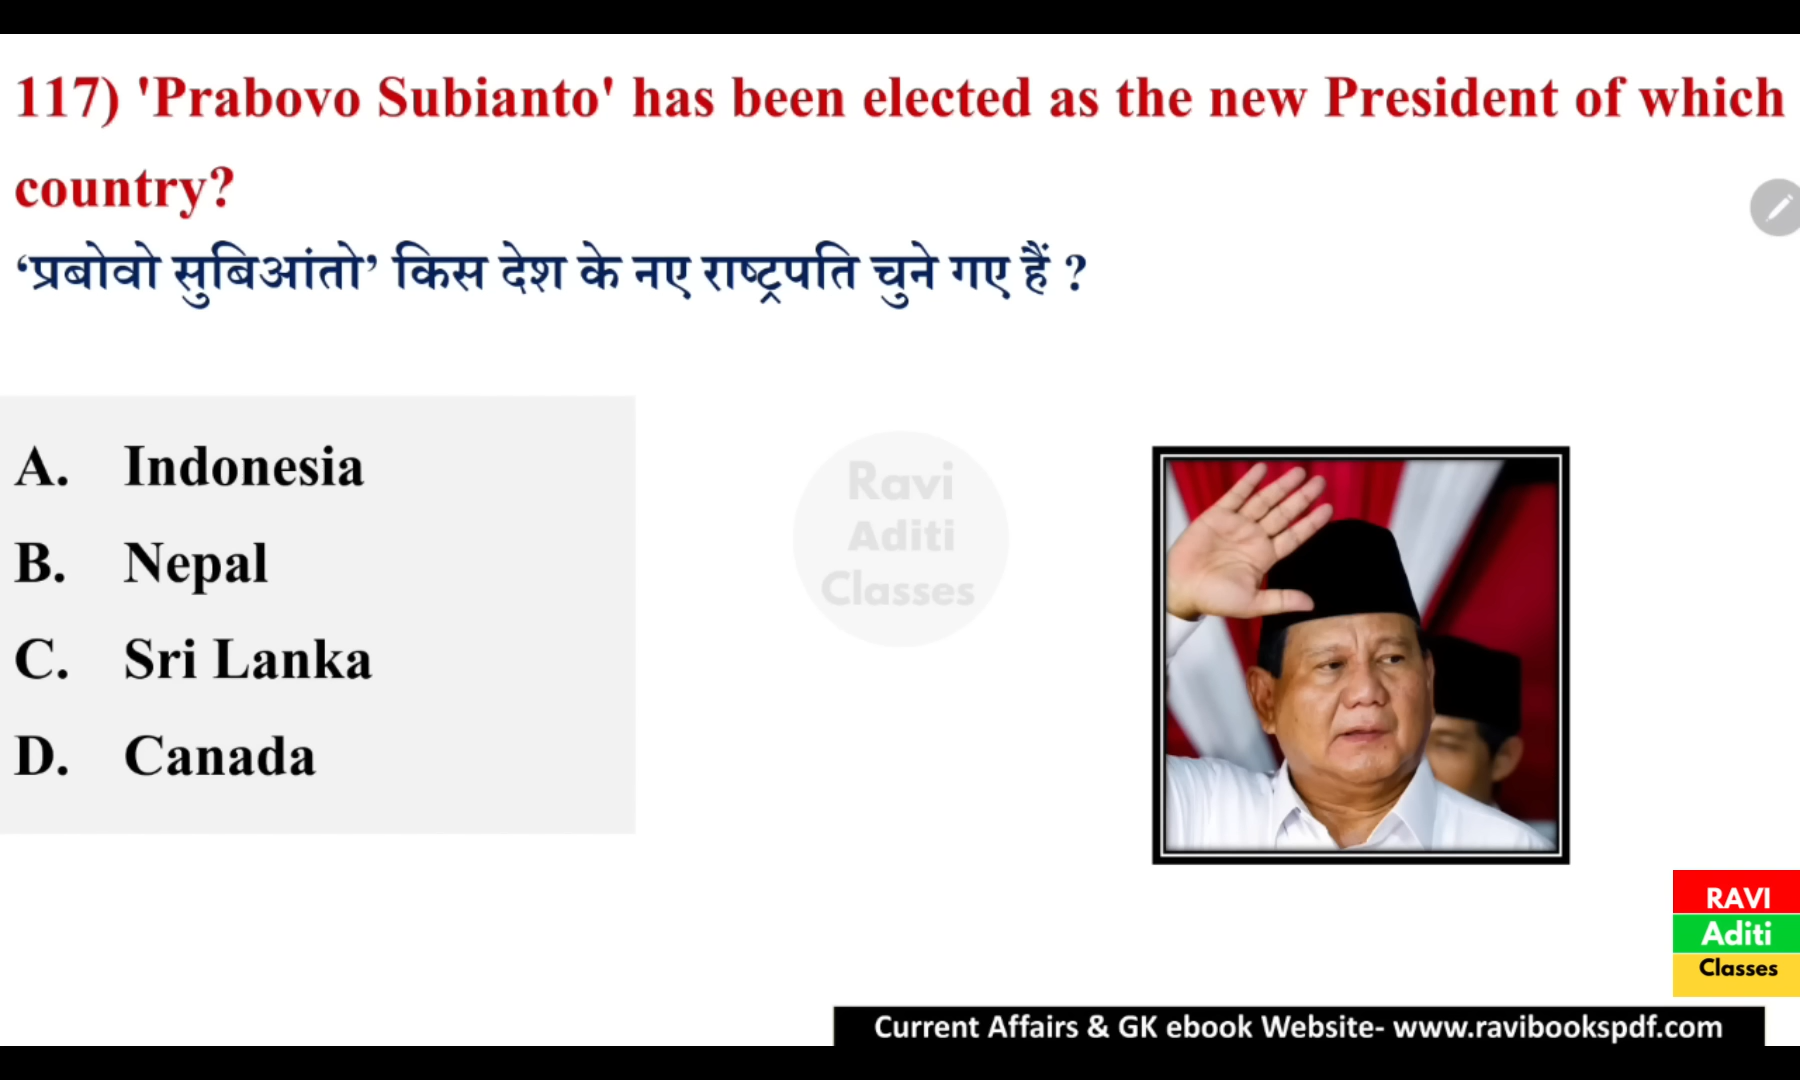 117) 'Prabovo Subianto' has been elected as the new President of which
country?
‘प्रबोवो सुबिआंतो’ किस देश के नए राष्ट्रपति चुने गए हैं ?
A. Indonesia
B. Nepal
C. Sri Lanka
D. Canada
Ravi
Aditi
Classes
RAVI
Aditi
Classes
Current Affairs & GK ebook Website- www.ravibookspdf.com